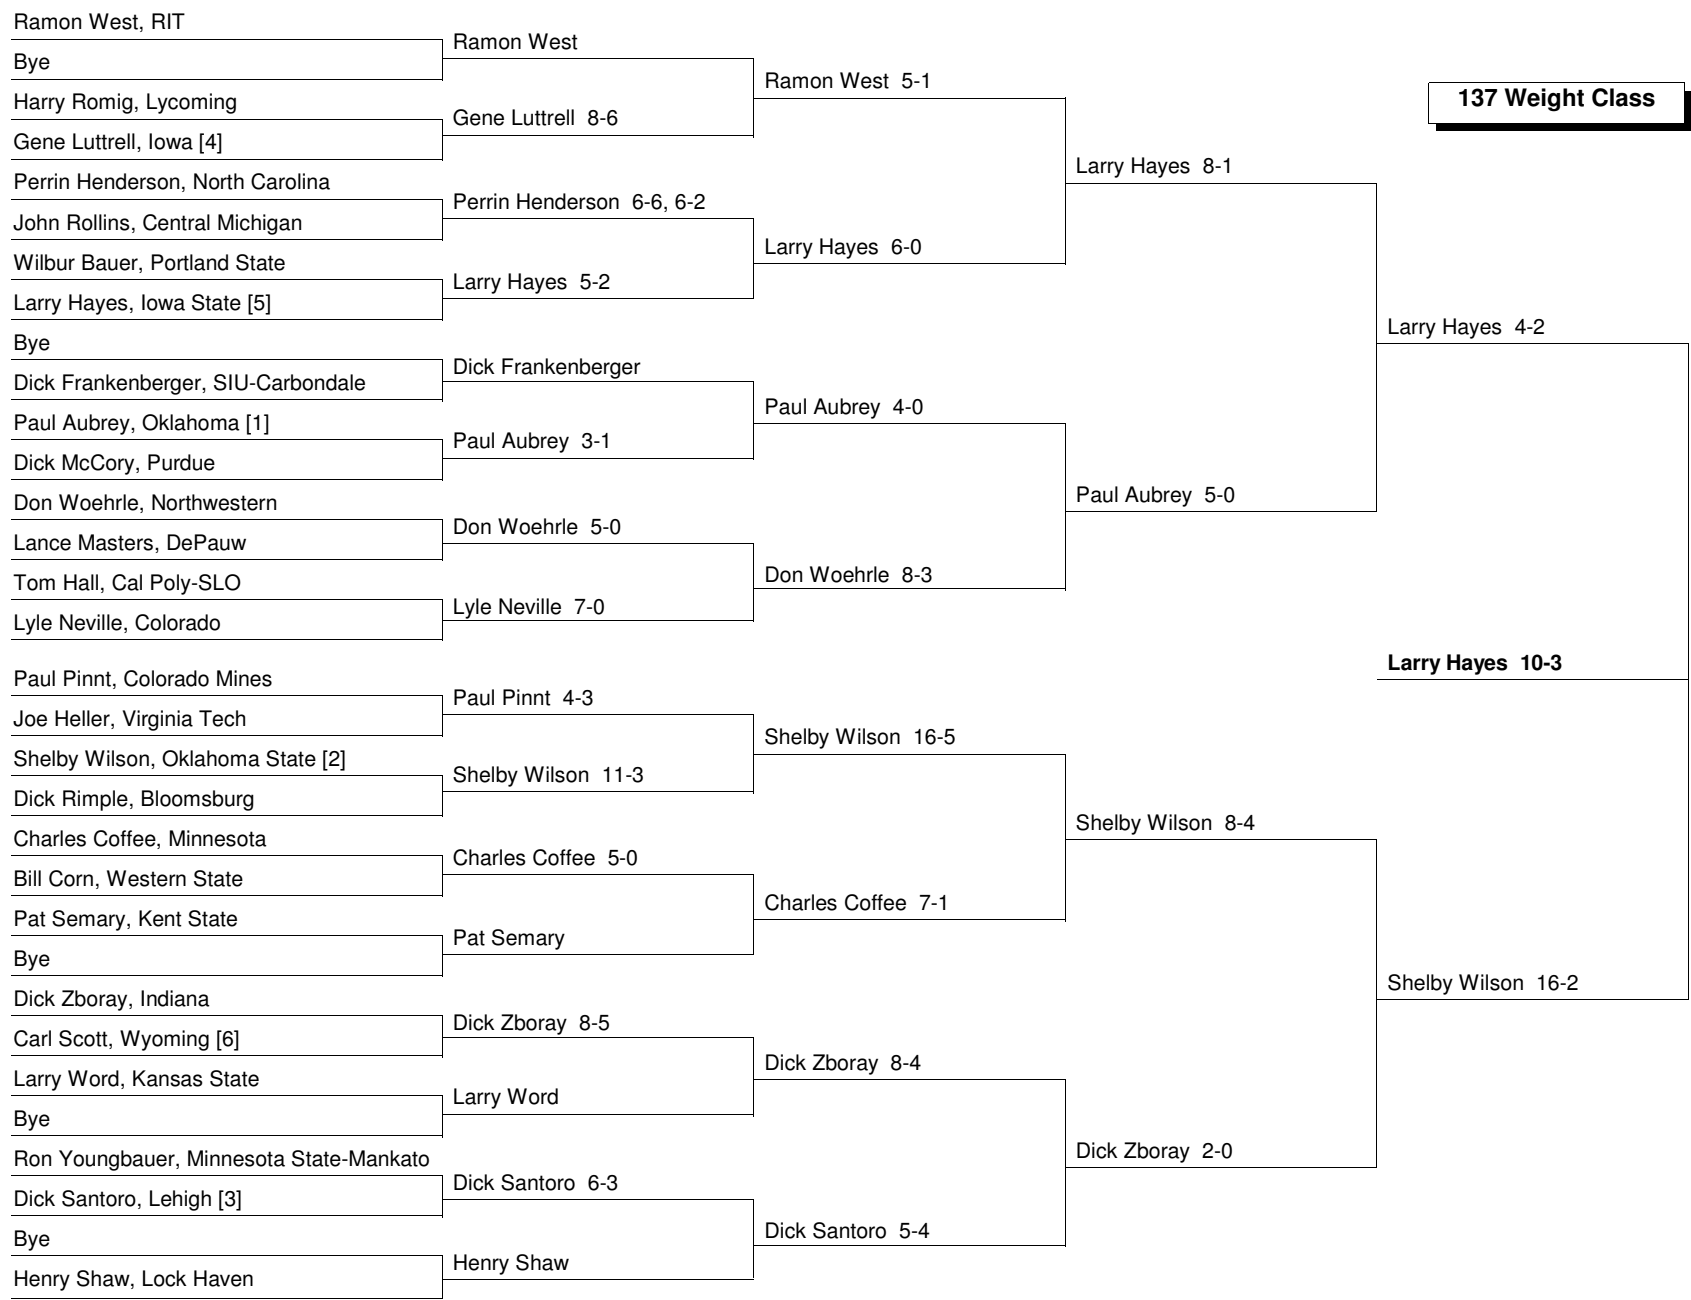 Ramon West, RIT
Bye
Harry Romig, Lycoming
Gene Luttrell, Iowa [4]
Perrin Henderson, North Carolina
John Rollins, Central Michigan
Wilbur Bauer, Portland State
Larry Hayes, Iowa State [5]
Bye
Dick Frankenberger, SIU-Carbondale
Paul Aubrey, Oklahoma [1]
Dick McCory, Purdue
Don Woehrle, Northwestern
Lance Masters, DePauw
Tom Hall, Cal Poly-SLO
Lyle Neville, Colorado
Paul Pinnt, Colorado Mines
Joe Heller, Virginia Tech
Shelby Wilson, Oklahoma State [2]
Dick Rimple, Bloomsburg
Charles Coffee, Minnesota
Bill Corn, Western State
Pat Semary, Kent State
Bye
Dick Zboray, Indiana
Carl Scott, Wyoming [6]
Larry Word, Kansas State
Bye
Ron Youngbauer, Minnesota State-Mankato
Dick Santoro, Lehigh [3]
Bye
Henry Shaw, Lock Haven
Ramon West
Gene Luttrell 8-6
Perrin Henderson 6-6, 6-2
Larry Hayes 5-2
Dick Frankenberger
Paul Aubrey 3-1
Don Woehrle 5-0
Lyle Neville 7-0
Paul Pinnt 4-3
Shelby Wilson 11-3
Charles Coffee 5-0
Pat Semary
Dick Zboray 8-5
Larry Word
Dick Santoro 6-3
Henry Shaw
Ramon West 5-1
Larry Hayes 6-0
Paul Aubrey 4-0
Don Woehrle 8-3
Shelby Wilson 16-5
Charles Coffee 7-1
Dick Zboray 8-4
Dick Santoro 5-4
Larry Hayes 8-1
Paul Aubrey 5-0
Shelby Wilson 8-4
Dick Zboray 2-0
Larry Hayes 4-2
Shelby Wilson 16-2
Larry Hayes 10-3
137 Weight Class